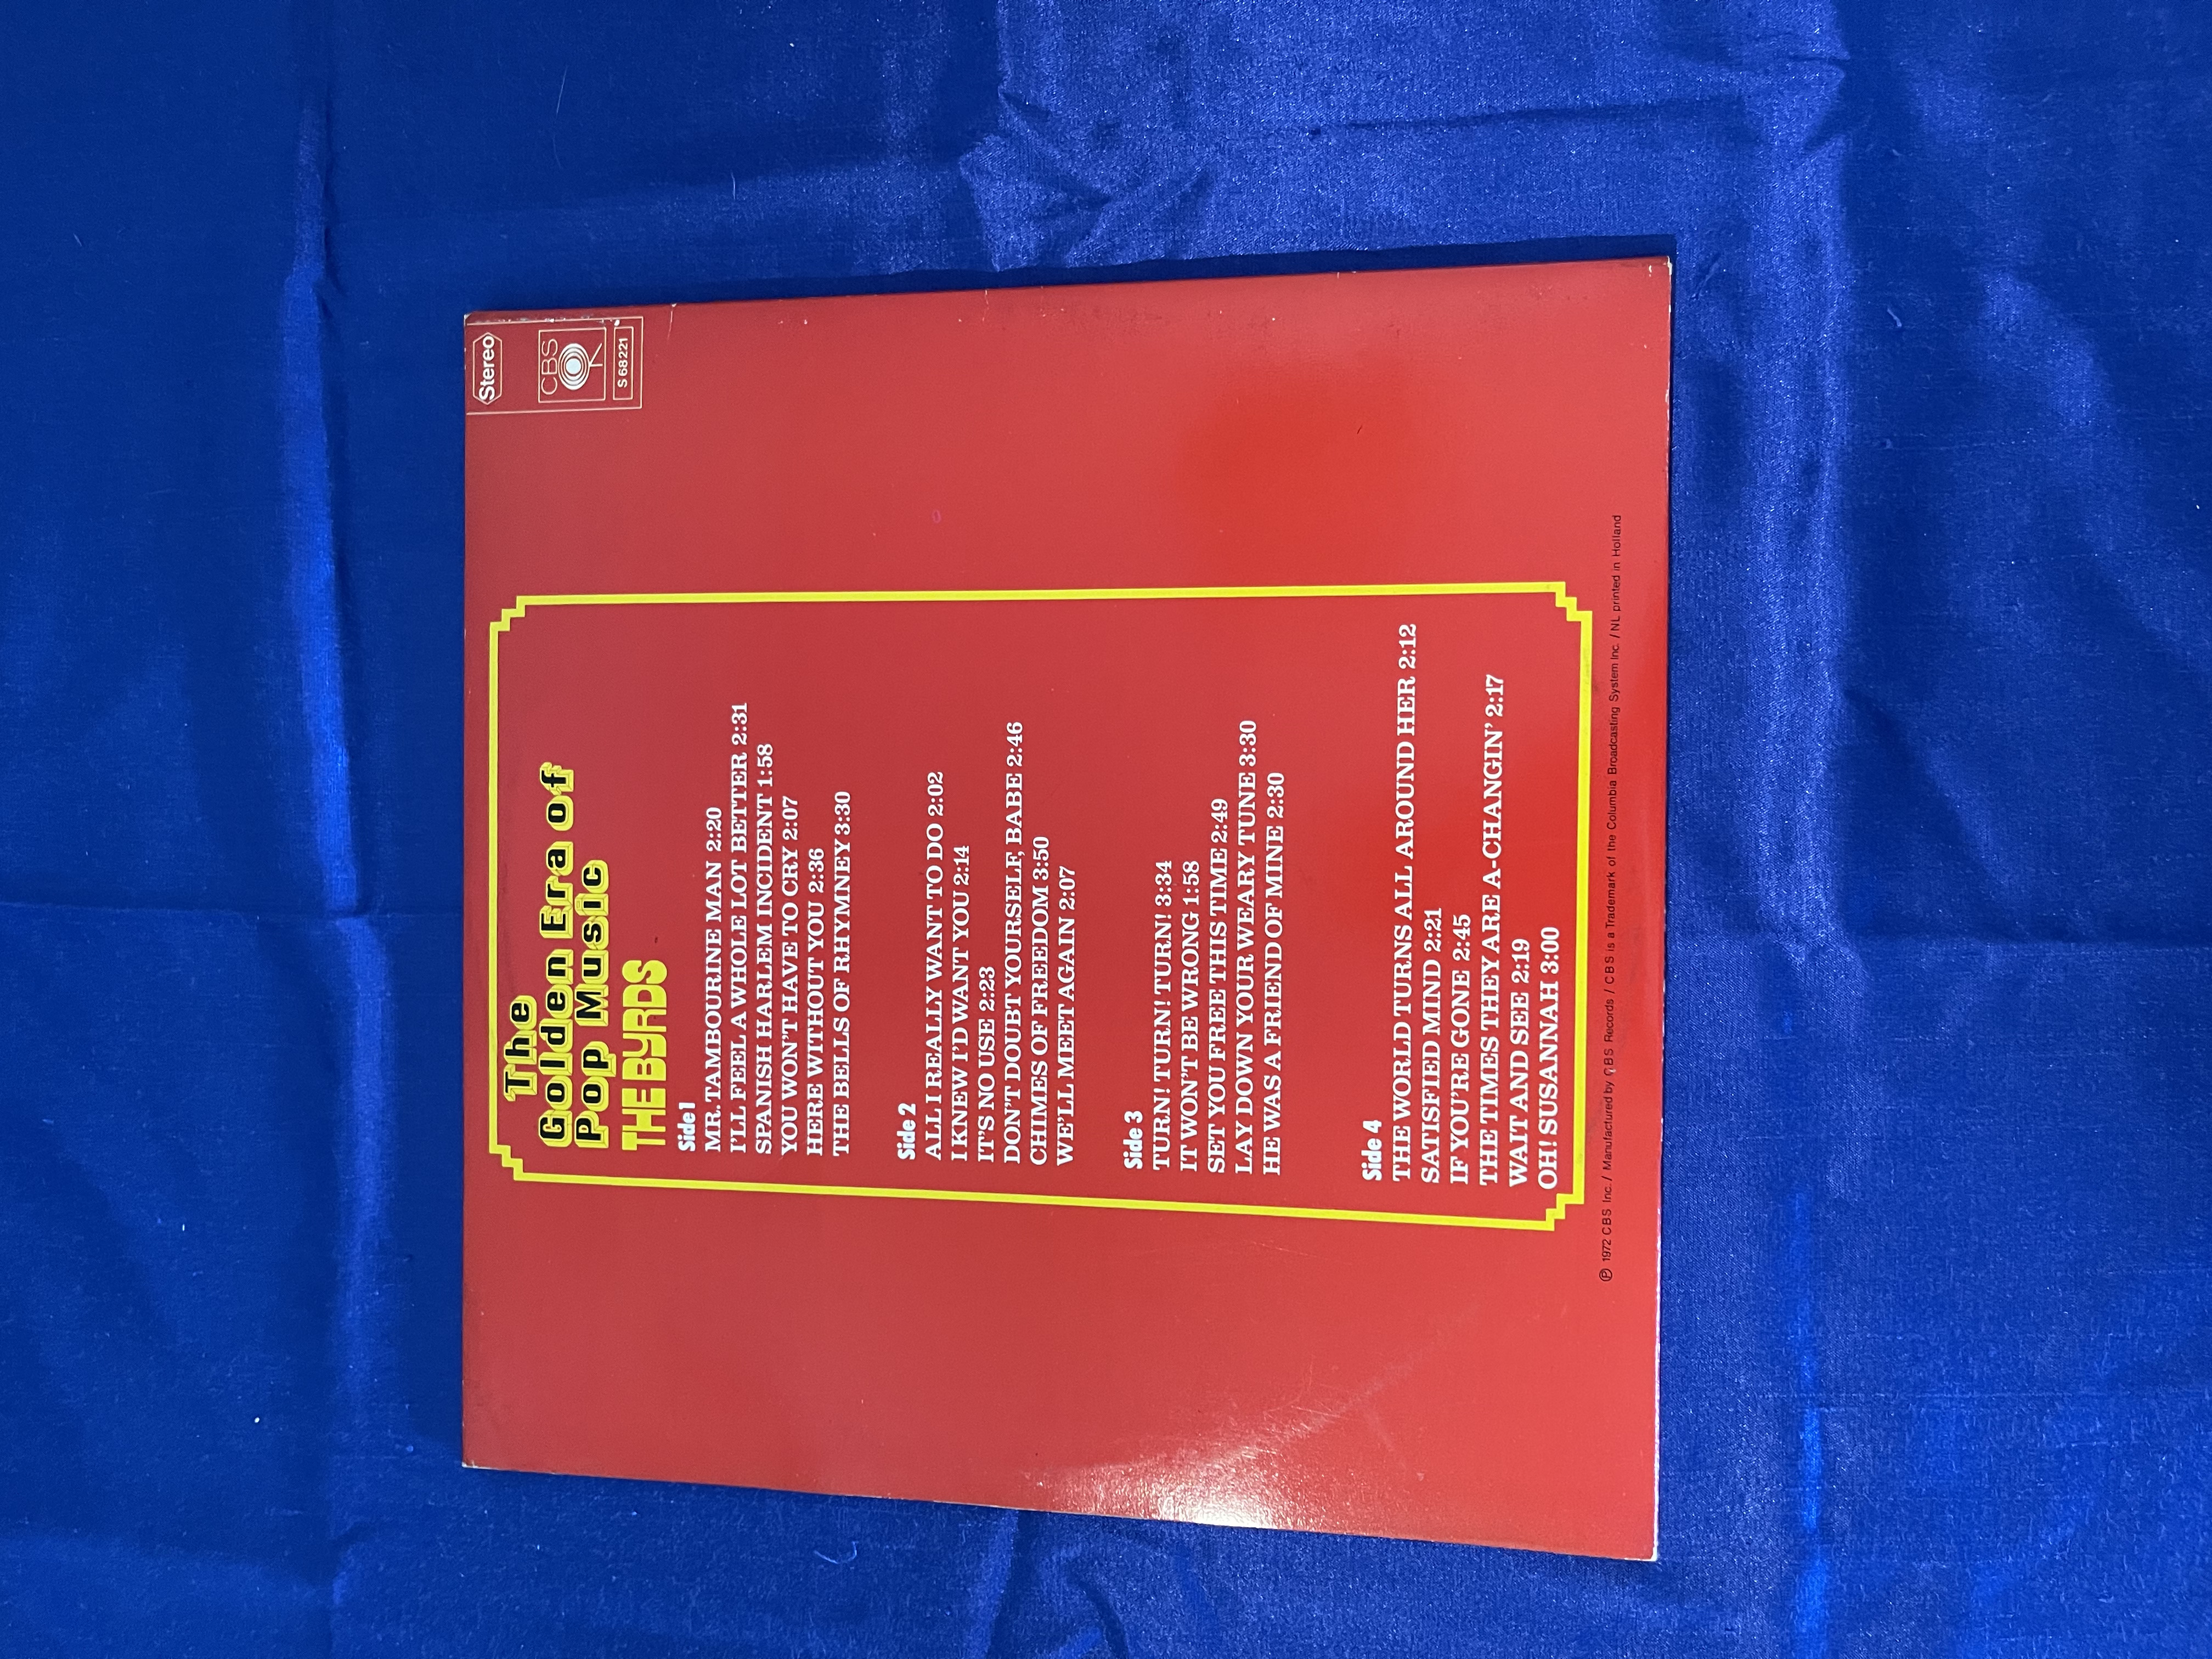 Stereo
CBS
S 68221
The
Golden Era of
Pop Music
THE BYRDS
Side 1
MR. TAMBOURINE MAN 2:20
I'LL FEEL A WHOLE LOT BETTER 2:31
SPANISH HARLEM INCIDENT 1:58
YOU WON'T HAVE TO CRY 2:07
HERE WITHOUT YOU 2:36
THE BELLS OF RHYMNEY 3:30
Side 2
ALL I REALLY WANT TO DO 2:02
I KNEW I'D WANT YOU 2:14
IT'S NO USE 2:23
DON'T DOUBT YOURSELF, BABE 2:46
CHIMES OF FREEDOM 3:50
WE'LL MEET AGAIN 2:07
Side 3
TURN! TURN! TURN! 3:34
IT WON'T BE WRONG 1:58
SET YOU FREE THIS TIME 2:49
LAY DOWN YOUR WEARY TUNE 3:30
HE WAS A FRIEND OF MINE 2:30
Side 4
THE WORLD TURNS ALL AROUND HER 2:12
SATISFIED MIND 2:21
IF YOU'RE GONE 2:45
THE TIMES THEY ARE A-CHANGIN' 2:17
WAIT AND SEE 2:19
OH! SUSANNAH 3:00
℗ 1972 CBS Inc. / Manufactured by CBS Records / CBS is a Trademark of the Columbia Broadcasting System Inc. / NL printed in Holland